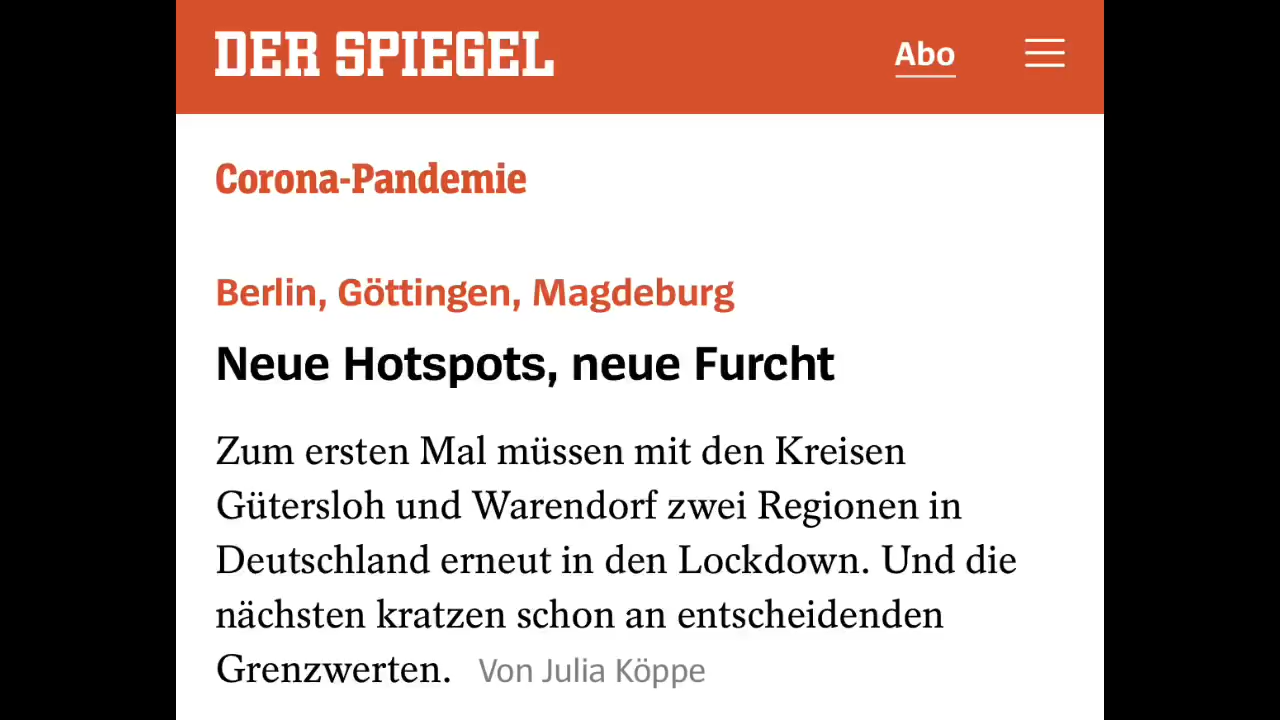 DER SPIEGEL
Abo
Corona-Pandemie
Berlin, Göttingen, Magdeburg
Neue Hotspots, neue Furcht
Zum ersten Mal müssen mit den Kreisen
Gütersloh und Warendorf zwei Regionen in
Deutschland erneut in den Lockdown. Und die
nächsten kratzen schon an entscheidenden
Grenzwerten. Von Julia Köppe